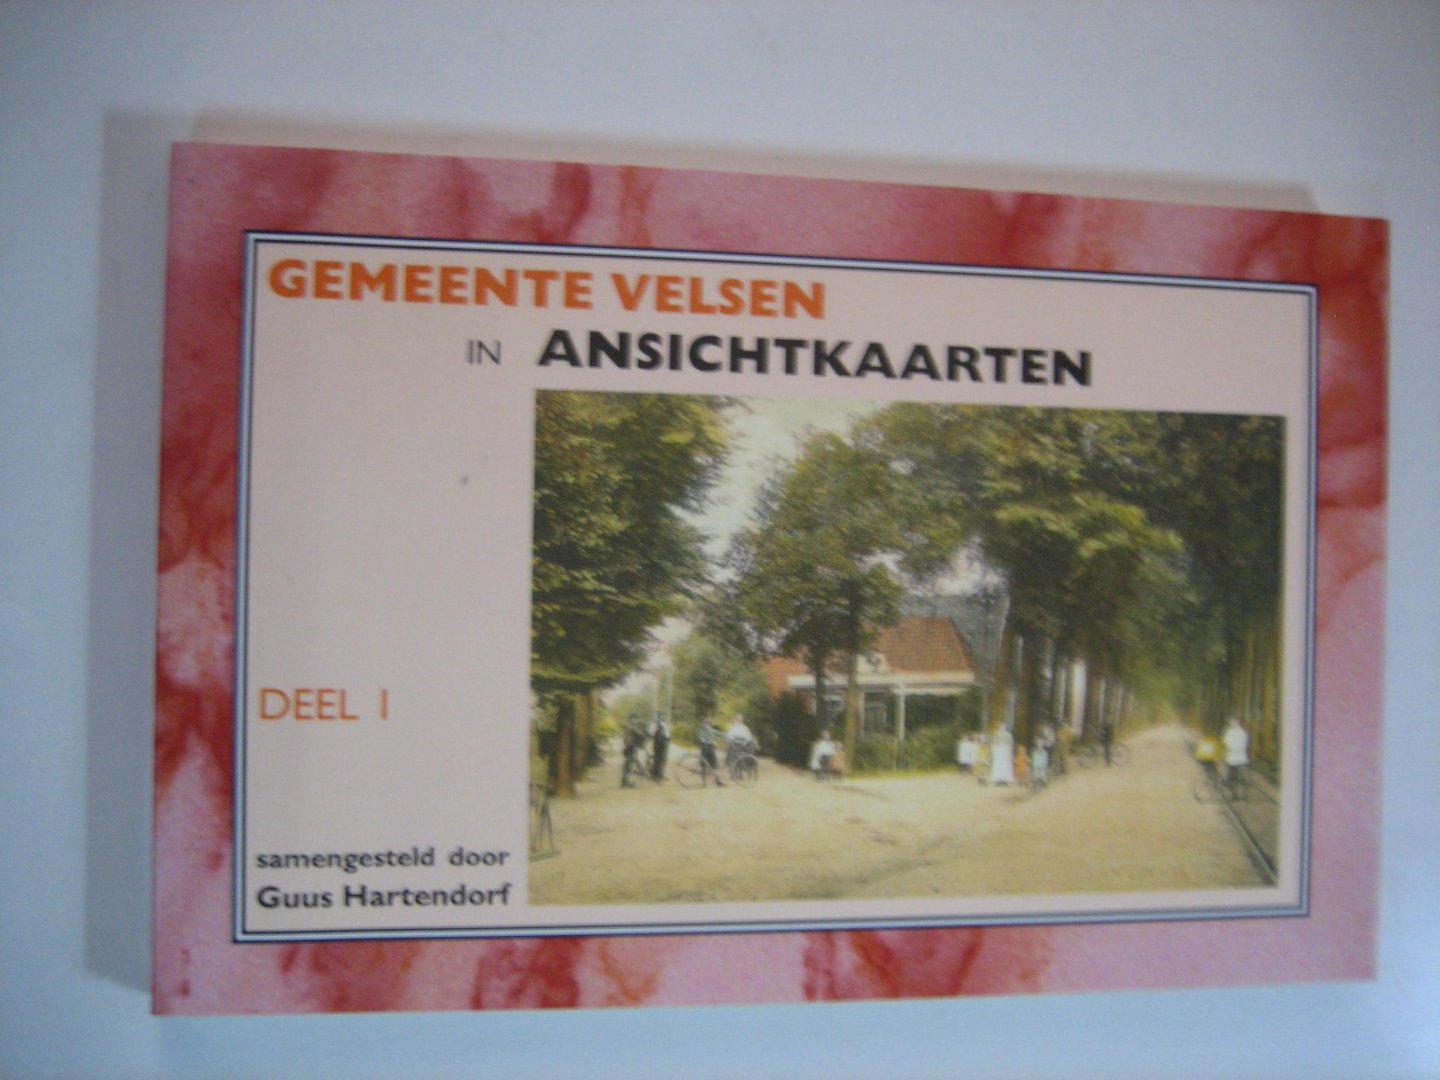 GEMEENTE VELSEN
IN ANSICHTKAARTEN
DEEL I
samengesteld door
Guus Hartendorf